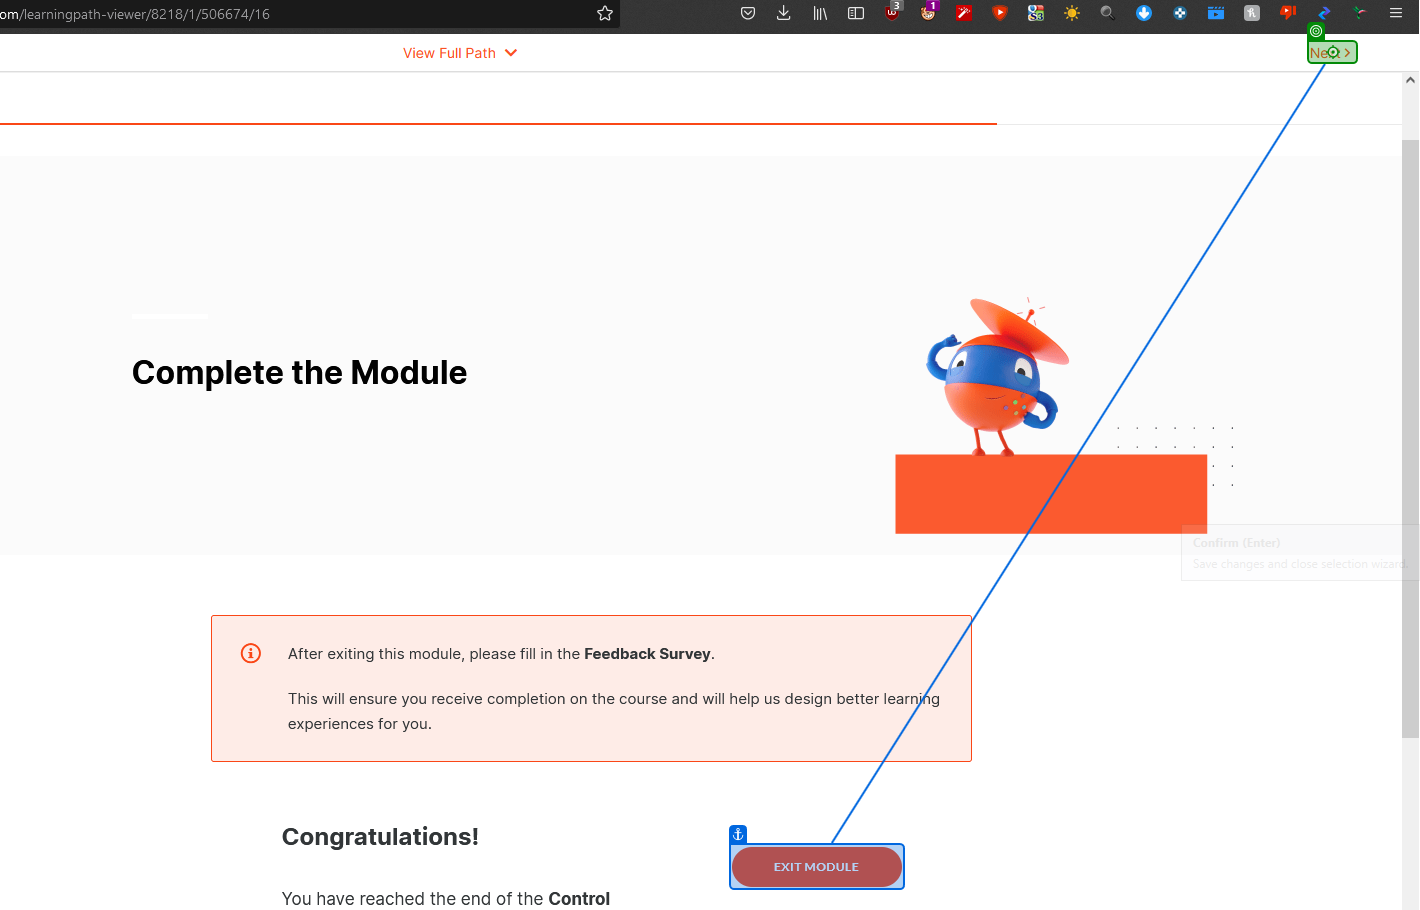 om/learningpath-viewer/8218/1/506674/16
3
1
View Full Path
Next
Complete the Module
Confirm (Enter)
Save changes and close selection wizard.
After exiting this module, please fill in the Feedback Survey.
This will ensure you receive completion on the course and will help us design better learning
experiences for you.
Congratulations!
EXIT MODULE
You have reached the end of the Control